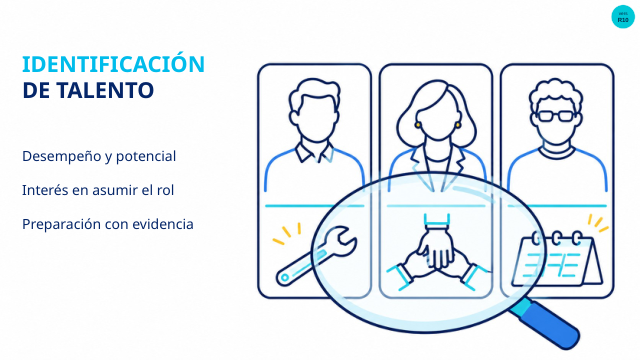 IDENTIFICACIÓN
DE TALENTO
Desempeño y potencial
Interés en asumir el rol
Preparación con evidencia
R10